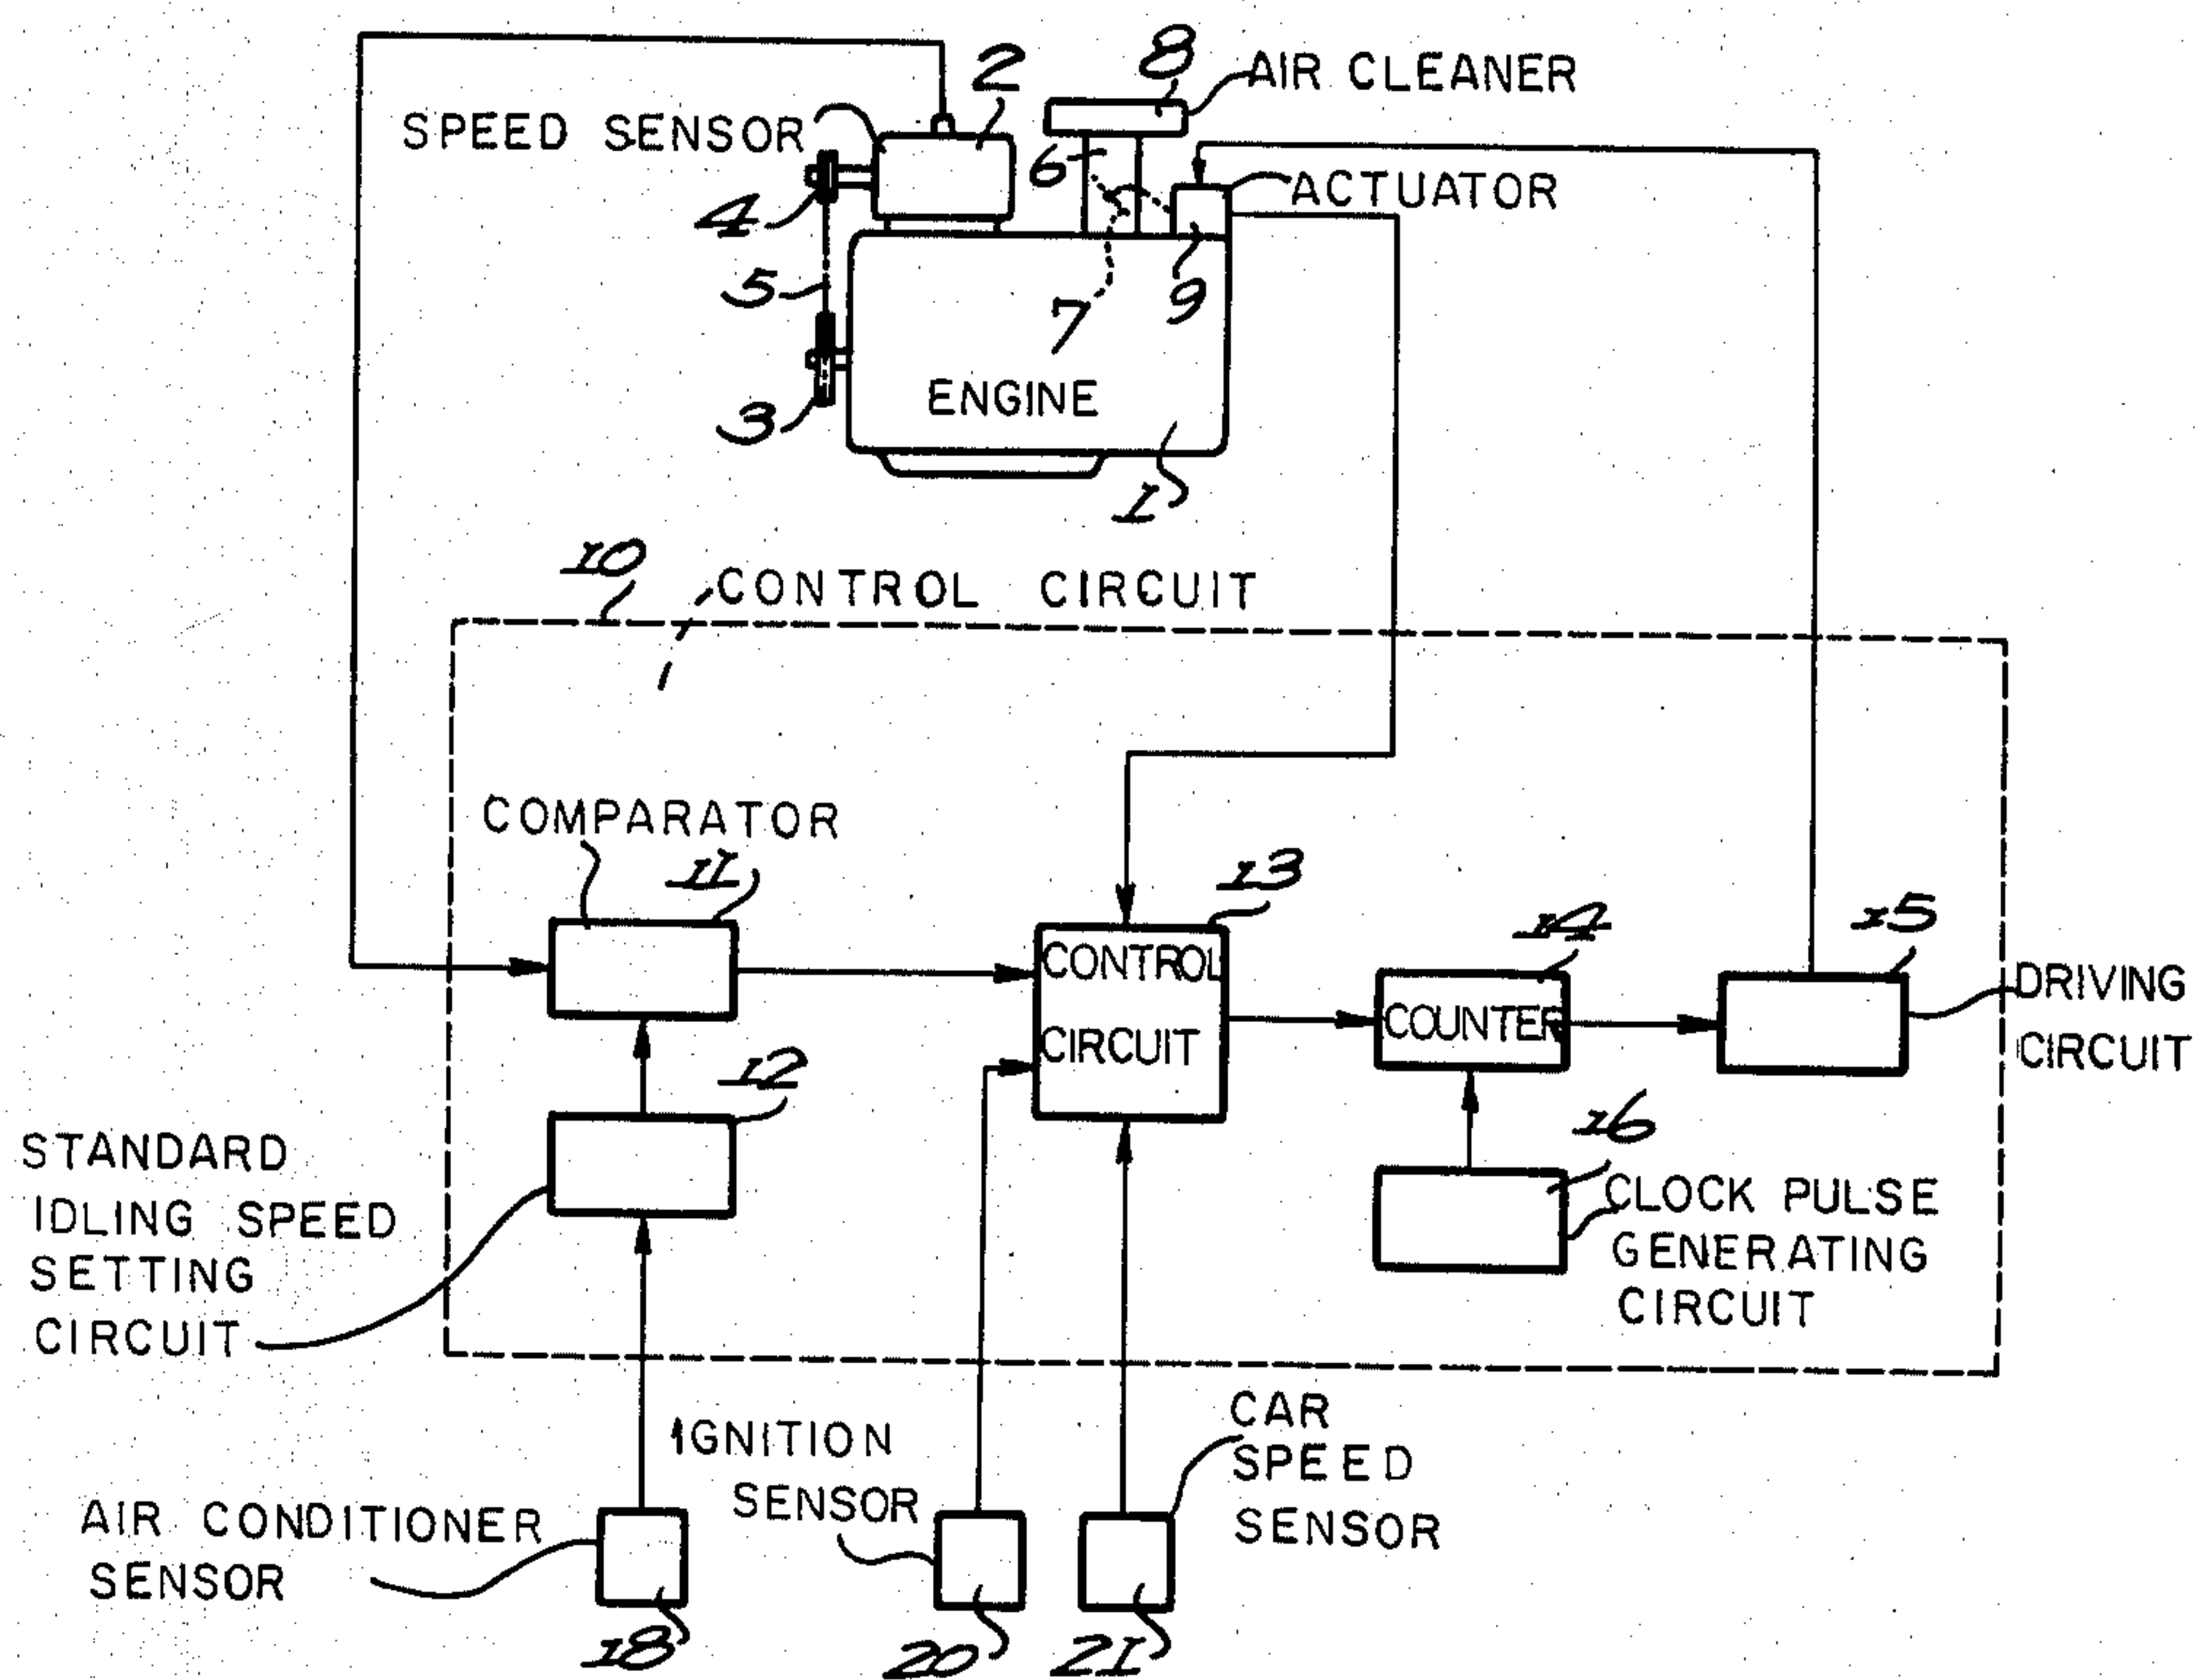 8
AIR CLEANER
2
SPEED SENSOR
6
ACTUATOR
4
5
7
9
ENGINE
3
1
10
CONTROL CIRCUIT
COMPARATOR
11
13
14
15
CONTROL
CIRCUIT
COUNTER
DRIVING
CIRCUIT
12
16
STANDARD
IDLING SPEED
SETTING
CIRCUIT
CLOCK PULSE
GENERATING
CIRCUIT
CAR
SPEED
SENSOR
IGNITION
SENSOR
AIR CONDITIONER
SENSOR
18
20
21